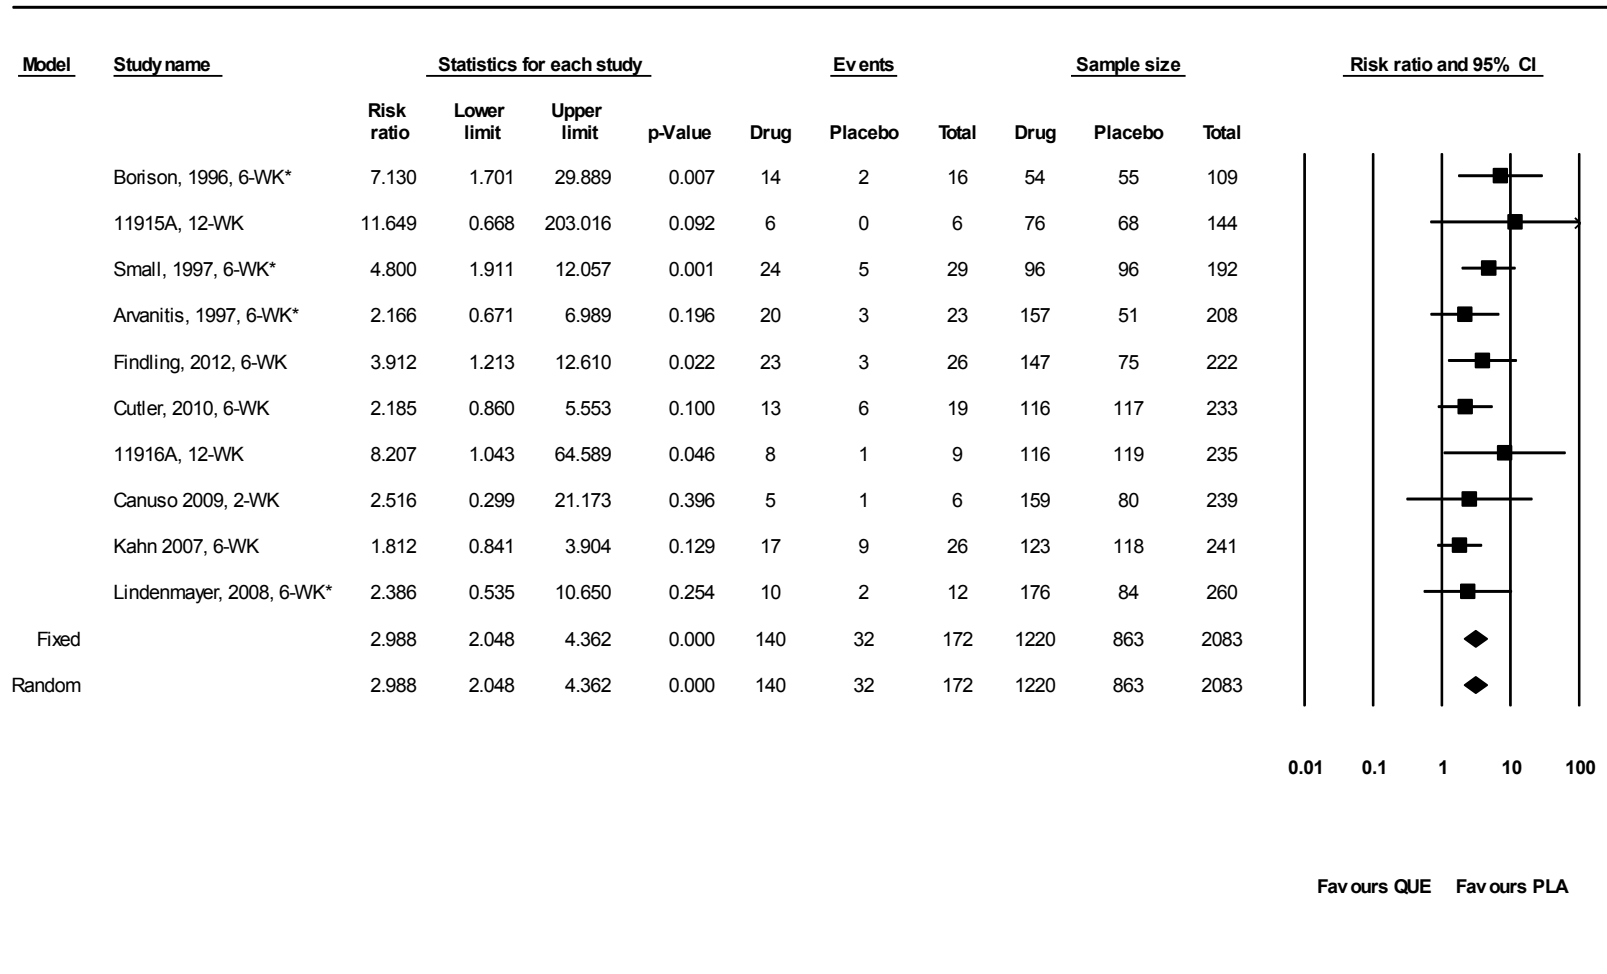 Model Study name Statistics for each study Events Sample size Risk ratio and 95% CI
Risk ratio Lower limit Upper limit p-Value Drug Placebo Total Drug Placebo Total
Borison, 1996, 6-WK* 7.130 1.701 29.889 0.007 14 2 16 54 55 109
11915A, 12-WK 11.649 0.668 203.016 0.092 6 0 6 76 68 144
Small, 1997, 6-WK* 4.800 1.911 12.057 0.001 24 5 29 96 96 192
Arvanitis, 1997, 6-WK* 2.166 0.671 6.989 0.196 20 3 23 157 51 208
Findling, 2012, 6-WK 3.912 1.213 12.610 0.022 23 3 26 147 75 222
Cutler, 2010, 6-WK 2.185 0.860 5.553 0.100 13 6 19 116 117 233
11916A, 12-WK 8.207 1.043 64.589 0.046 8 1 9 116 119 235
Canuso 2009, 2-WK 2.516 0.299 21.173 0.396 5 1 6 159 80 239
Kahn 2007, 6-WK 1.812 0.841 3.904 0.129 17 9 26 123 118 241
Lindenmayer, 2008, 6-WK* 2.386 0.535 10.650 0.254 10 2 12 176 84 260
Fixed 2.988 2.048 4.362 0.000 140 32 172 1220 863 2083
Random 2.988 2.048 4.362 0.000 140 32 172 1220 863 2083
0.01 0.1 1 10 100
Favours QUE Favours PLA